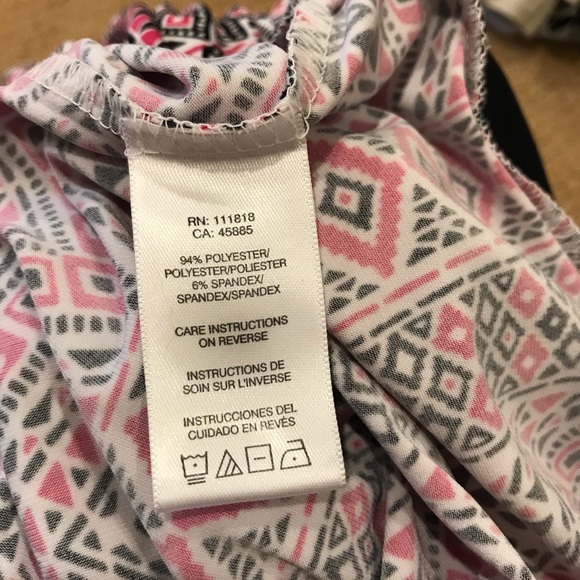 RN: 111818
CA: 45885
94% POLYESTER/
POLYESTER/POLIESTER
6% SPANDEX/
SPANDEX/SPANDEX
CARE INSTRUCTIONS
ON REVERSE
INSTRUCTIONS DE
SOIN SUR L'INVERSE
INSTRUCCIONES DEL
CUIDADO EN REVÉS